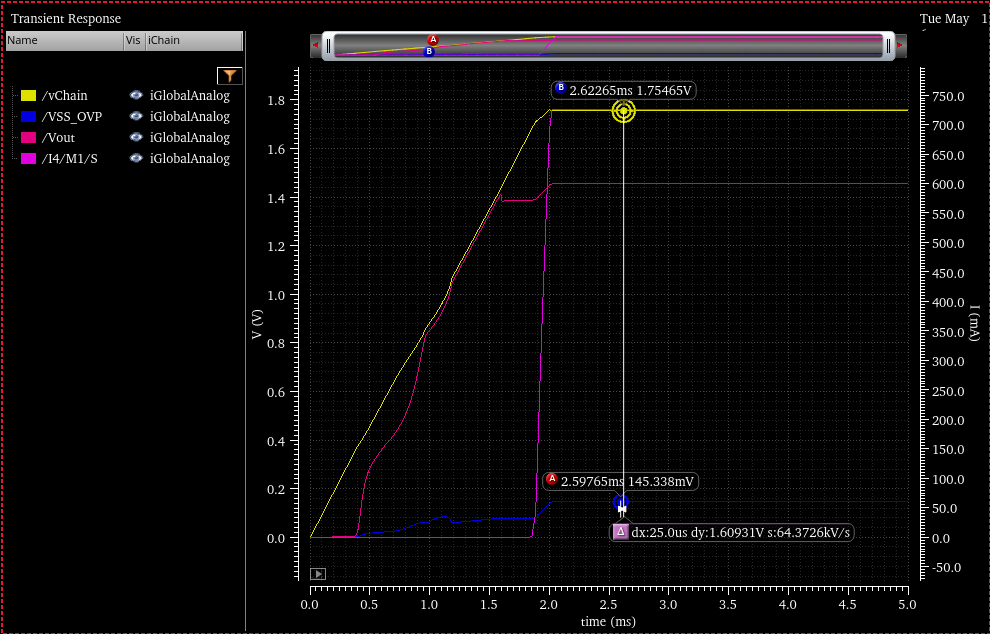 Transient Response
Tue May 1
Name Vis iChain
/vChain iGlobalAnalog
/VSS_OVP iGlobalAnalog
/Vout iGlobalAnalog
/I4/M1/S iGlobalAnalog
A
B
B 2.62265ms 1.75465V
A 2.59765ms 145.338mV
Δ dx:25.0us dy:1.60931V s:64.3726kV/s
V (V)
1.8
1.6
1.4
1.2
1.0
0.8
0.6
0.4
0.2
0.0
750.0
700.0
650.0
600.0
550.0
500.0
450.0
400.0
350.0
300.0
250.0
200.0
150.0
100.0
50.0
0.0
-50.0
I (mA)
0.0 0.5 1.0 1.5 2.0 2.5 3.0 3.5 4.0 4.5 5.0
time (ms)